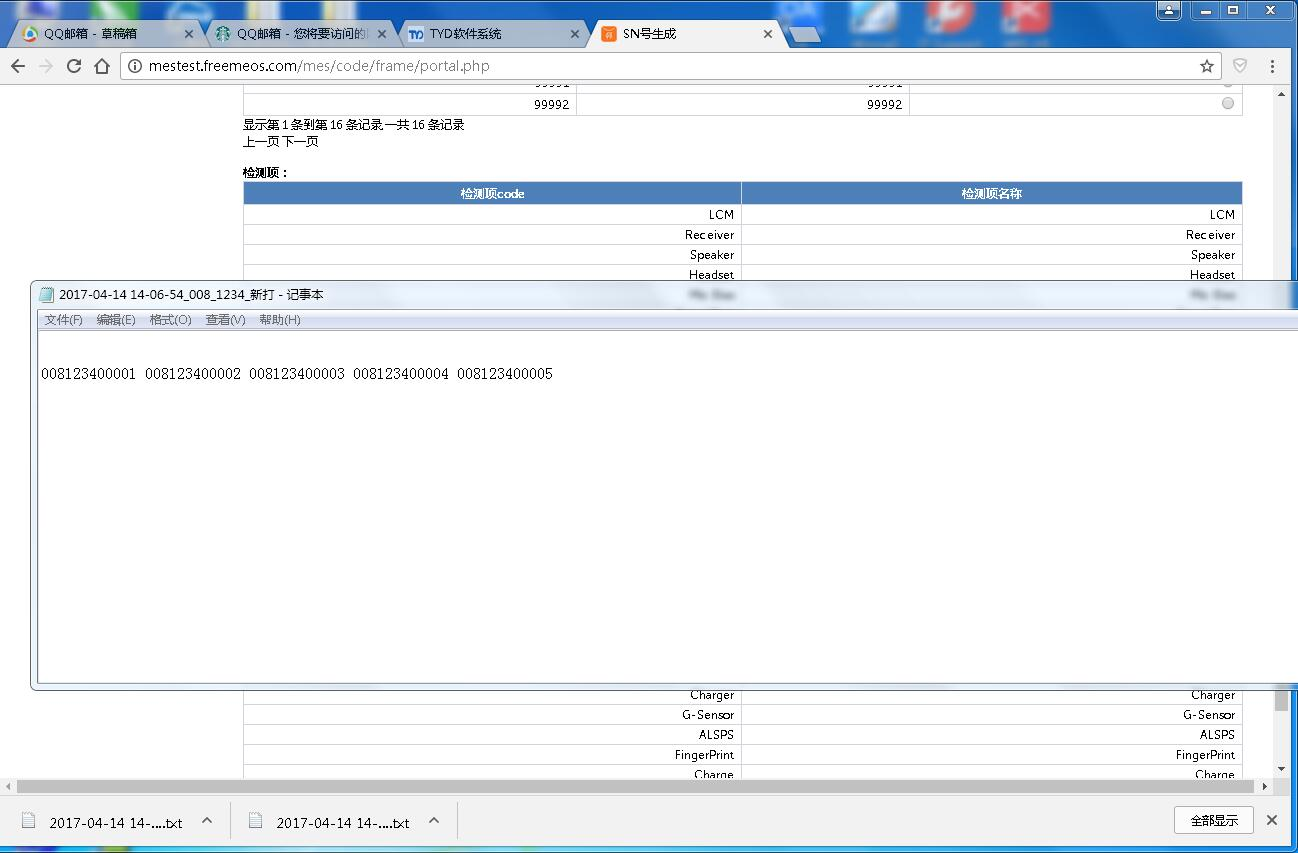 QQ邮箱 - 草稿箱
QQ邮箱 - 您将要访问的
TYD软件系统
SN号生成
mestest.freemeos.com/mes/code/frame/portal.php
99991 99991
99992 99992
显示第 1 条到第 16 条记录,一共 16 条记录
上一页 下一页
检测项：
检测项code 检测项名称
LCM LCM
Receiver Receiver
Speaker Speaker
Headset Headset
2017-04-14 14-06-54_008_1234_新打 - 记事本
文件(F) 编辑(E) 格式(O) 查看(V) 帮助(H)
008123400001 008123400002 008123400003 008123400004 008123400005
Charger Charger
G-Sensor G-Sensor
ALSPS ALSPS
FingerPrint FingerPrint
Charge Charge
2017-04-14 14-....txt 2017-04-14 14-....txt 全部显示